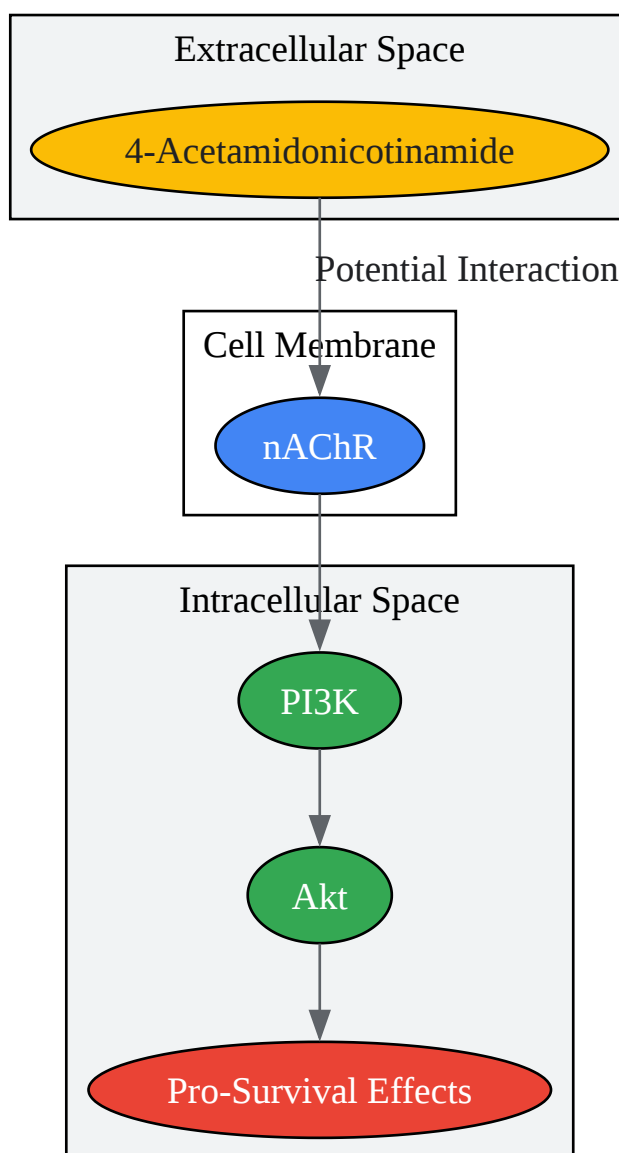 Extracellular Space
4-Acetamidonicotinamide
Potential Interaction
Cell Membrane
nAChR
Intracellular Space
PI3K
Akt
Pro-Survival Effects